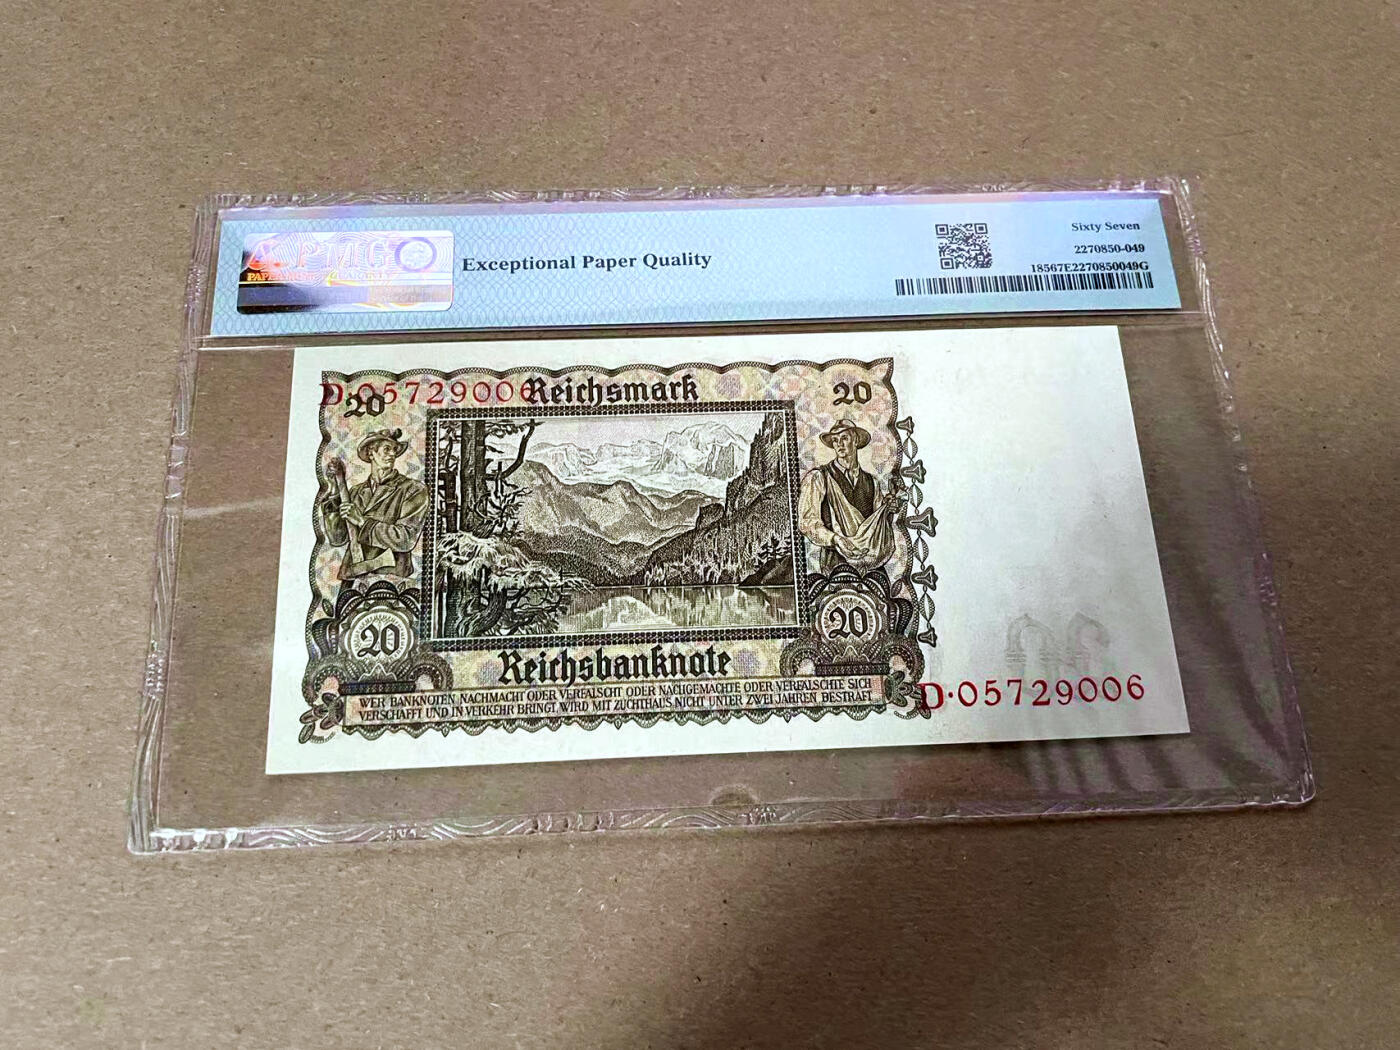 PMG
Exceptional Paper Quality
Sixty Seven
2270850-049
18567E2270850049G
D·05729006
Reichsmark
20
20
20
20
Reichsbanknote
WER BANKNOTEN NACHMACHT ODER VERFÄLSCHT ODER NACHGEMACHTE ODER VERFÄLSCHTE SICH
VERSCHAFFT UND IN VERKEHR BRINGT, WIRD MIT ZUCHTHAUS NICHT UNTER ZWEI JAHREN BESTRAFT
D·05729006